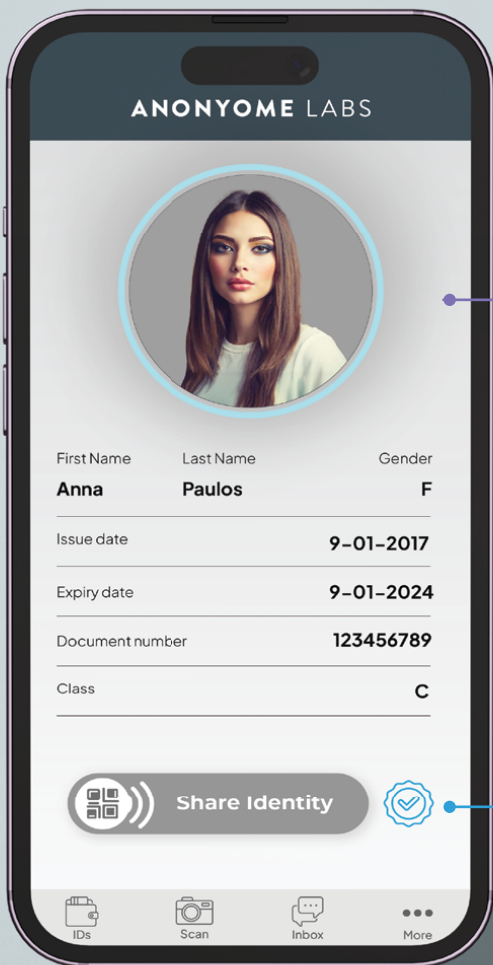 ANONYOME LABS
First Name Last Name Gender
Anna Paulos F
Issue date 9-01-2017
Expiry date 9-01-2024
Document number 123456789
Class C
Share Identity
IDs Scan Inbox More